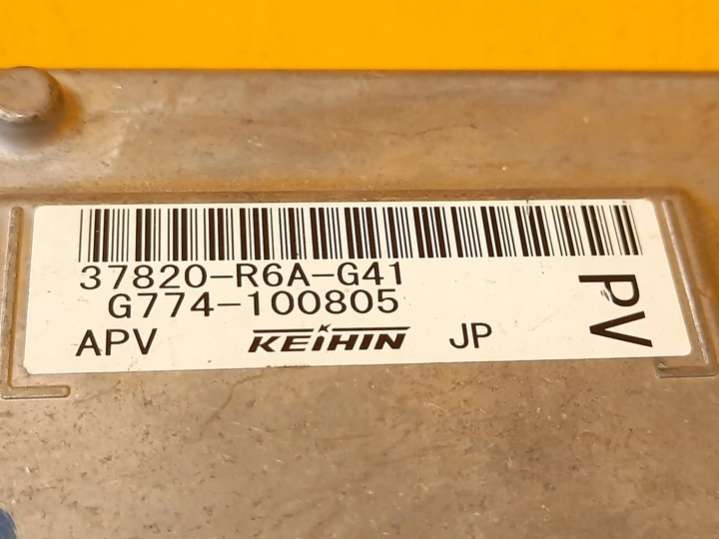 37820-R6A-G41
G774-100805
APV KEIHIN JP
PV